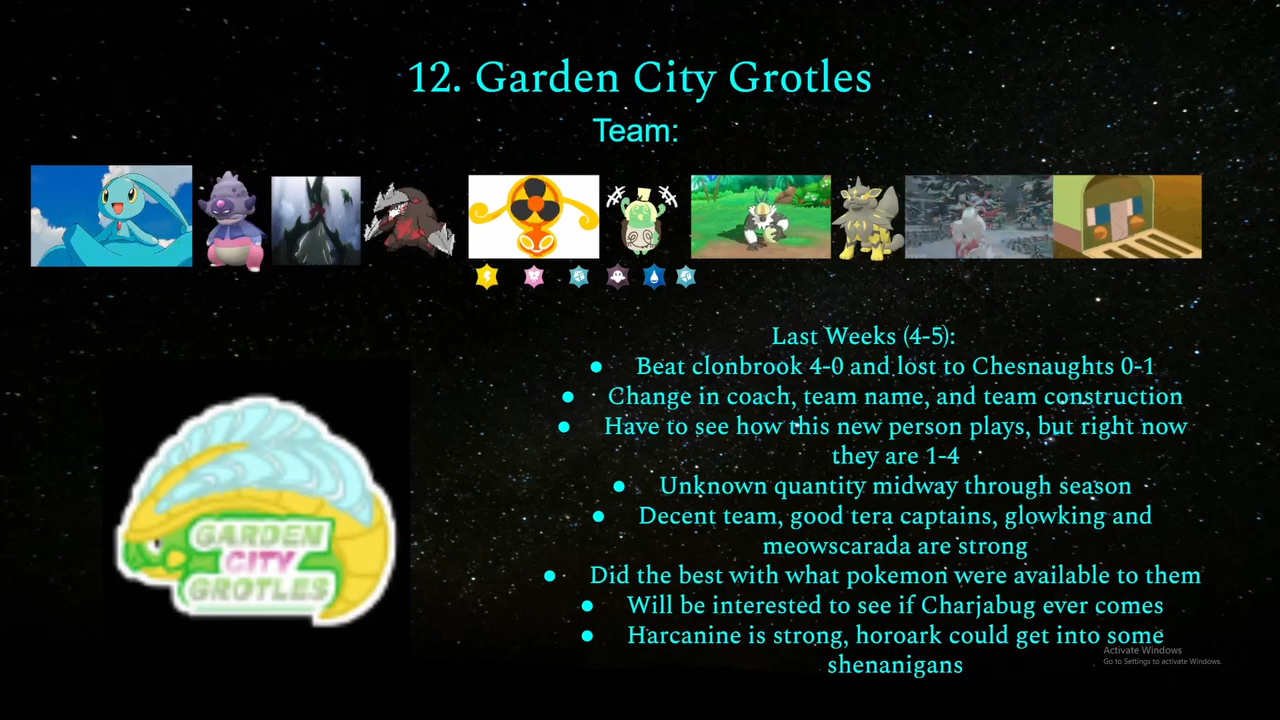 12. Garden City Grotles
Team:
Last Weeks (4-5):
● Beat clonbrook 4-0 and lost to Chesnaughts 0-1
● Change in coach, team name, and team construction
● Have to see how this new person plays, but right now
they are 1-4
● Unknown quantity midway through season
● Decent team, good tera captains, glowking and
meowscarada are strong
● Did the best with what pokemon were available to them
● Will be interested to see if Charjabug ever comes
● Harcanine is strong, horoark could get into some
shenanigans
GARDEN
CITY
GROTLES
Activate Windows
Go to Settings to activate Windows.